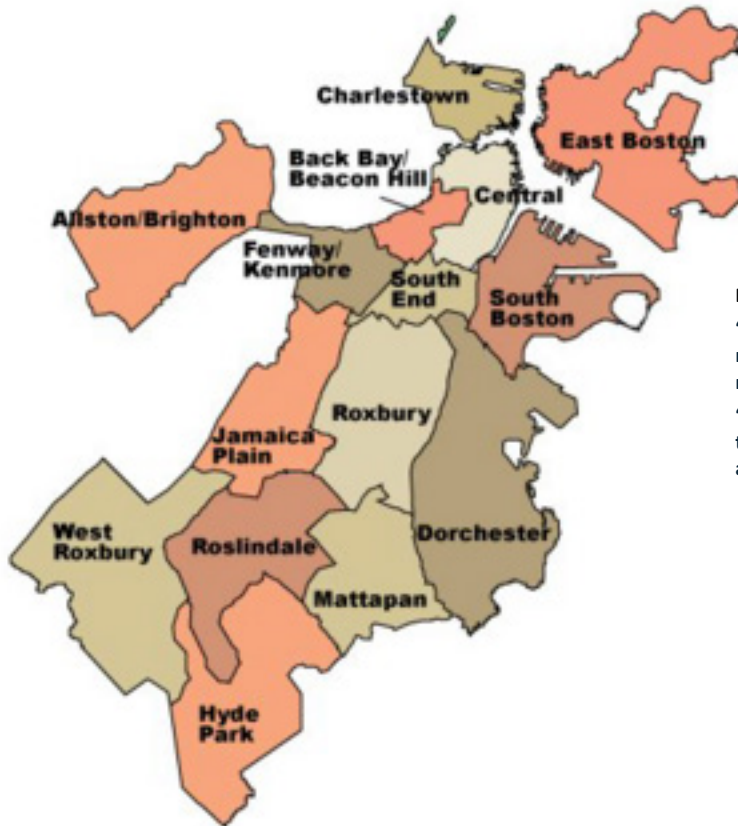 Charlestown
East Boston
Back Bay/
Beacon Hill
Central
Allston/Brighton
Fenway/
Kenmore
South
End
South
Boston
Roxbury
Jamaica
Plain
West
Roxbury
Roslindale
Dorchester
Mattapan
Hyde
Park